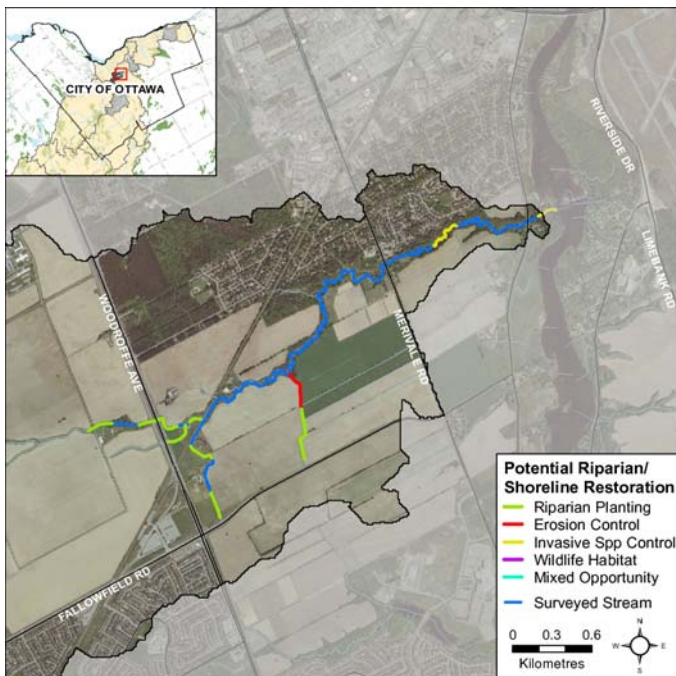 CITY OF OTTAWA
RIVERSIDE DR
LIMEBANK RD
WOODROFFE AVE
MERIVALE RD
FALLOWFIELD RD
Potential Riparian/
Shoreline Restoration
Riparian Planting
Erosion Control
Invasive Spp Control
Wildlife Habitat
Mixed Opportunity
Surveyed Stream
0 0.3 0.6
Kilometres
N
W E
S